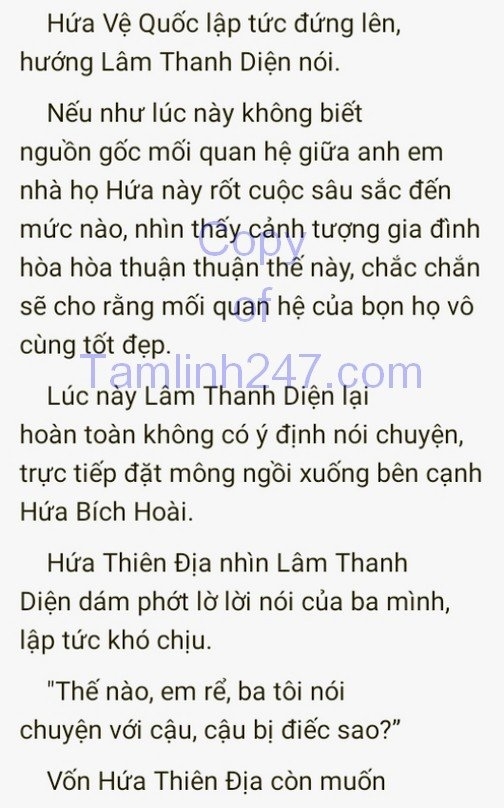 Hứa Vệ Quốc lập tức đứng lên,
hướng Lâm Thanh Diện nói.
Nếu như lúc này không biết
nguồn gốc mối quan hệ giữa anh em
nhà họ Hứa này rốt cuộc sâu sắc đến
mức nào, nhìn thấy cảnh tượng gia đình
hòa hòa thuận thuận thế này, chắc chắn
sẽ cho rằng mối quan hệ của bọn họ vô
cùng tốt đẹp.
Lúc này Lâm Thanh Diện lại
hoàn toàn không có ý định nói chuyện,
trực tiếp đặt mông ngồi xuống bên cạnh
Hứa Bích Hoài.
Hứa Thiên Địa nhìn Lâm Thanh
Diện dám phớt lờ lời nói của ba mình,
lập tức khó chịu.
"Thế nào, em rể, ba tôi nói
chuyện với cậu, cậu bị điếc sao?”
Vốn Hứa Thiên Địa còn muốn
Copy
of
Tamlinh247.com